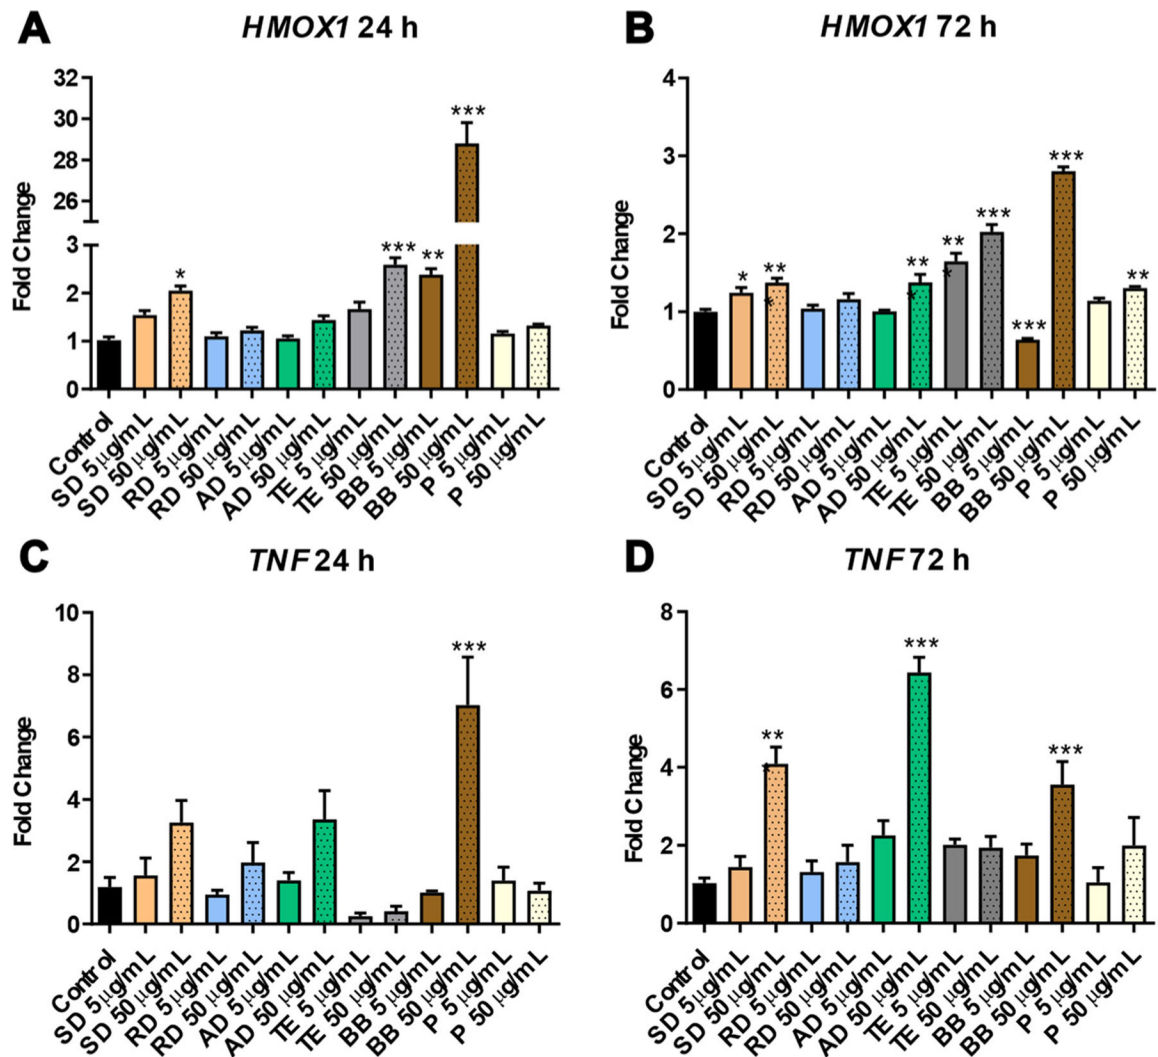 A
HMOX1 24 h
Fold Change
32
30
28
26
3
2
1
0
*
***
**
***
Control
SD 5 µg/mL
SD 50 µg/mL
RD 5 µg/mL
RD 50 µg/mL
AD 5 µg/mL
AD 50 µg/mL
TE 5 µg/mL
TE 50 µg/mL
BB 5 µg/mL
BB 50 µg/mL
P 5 µg/mL
P 50 µg/mL
B
HMOX1 72 h
Fold Change
4
3
2
1
0
*
**
*
**
*
**
*
***
***
***
**
Control
SD 5 µg/mL
SD 50 µg/mL
RD 5 µg/mL
RD 50 µg/mL
AD 5 µg/mL
AD 50 µg/mL
TE 5 µg/mL
TE 50 µg/mL
BB 5 µg/mL
BB 50 µg/mL
P 5 µg/mL
P 50 µg/mL
C
TNF 24 h
Fold Change
10
8
6
4
2
0
***
Control
SD 5 µg/mL
SD 50 µg/mL
RD 5 µg/mL
RD 50 µg/mL
AD 5 µg/mL
AD 50 µg/mL
TE 5 µg/mL
TE 50 µg/mL
BB 5 µg/mL
BB 50 µg/mL
P 5 µg/mL
P 50 µg/mL
D
TNF 72 h
Fold Change
8
6
4
2
0
**
*
***
***
Control
SD 5 µg/mL
SD 50 µg/mL
RD 5 µg/mL
RD 50 µg/mL
AD 5 µg/mL
AD 50 µg/mL
TE 5 µg/mL
TE 50 µg/mL
BB 5 µg/mL
BB 50 µg/mL
P 5 µg/mL
P 50 µg/mL